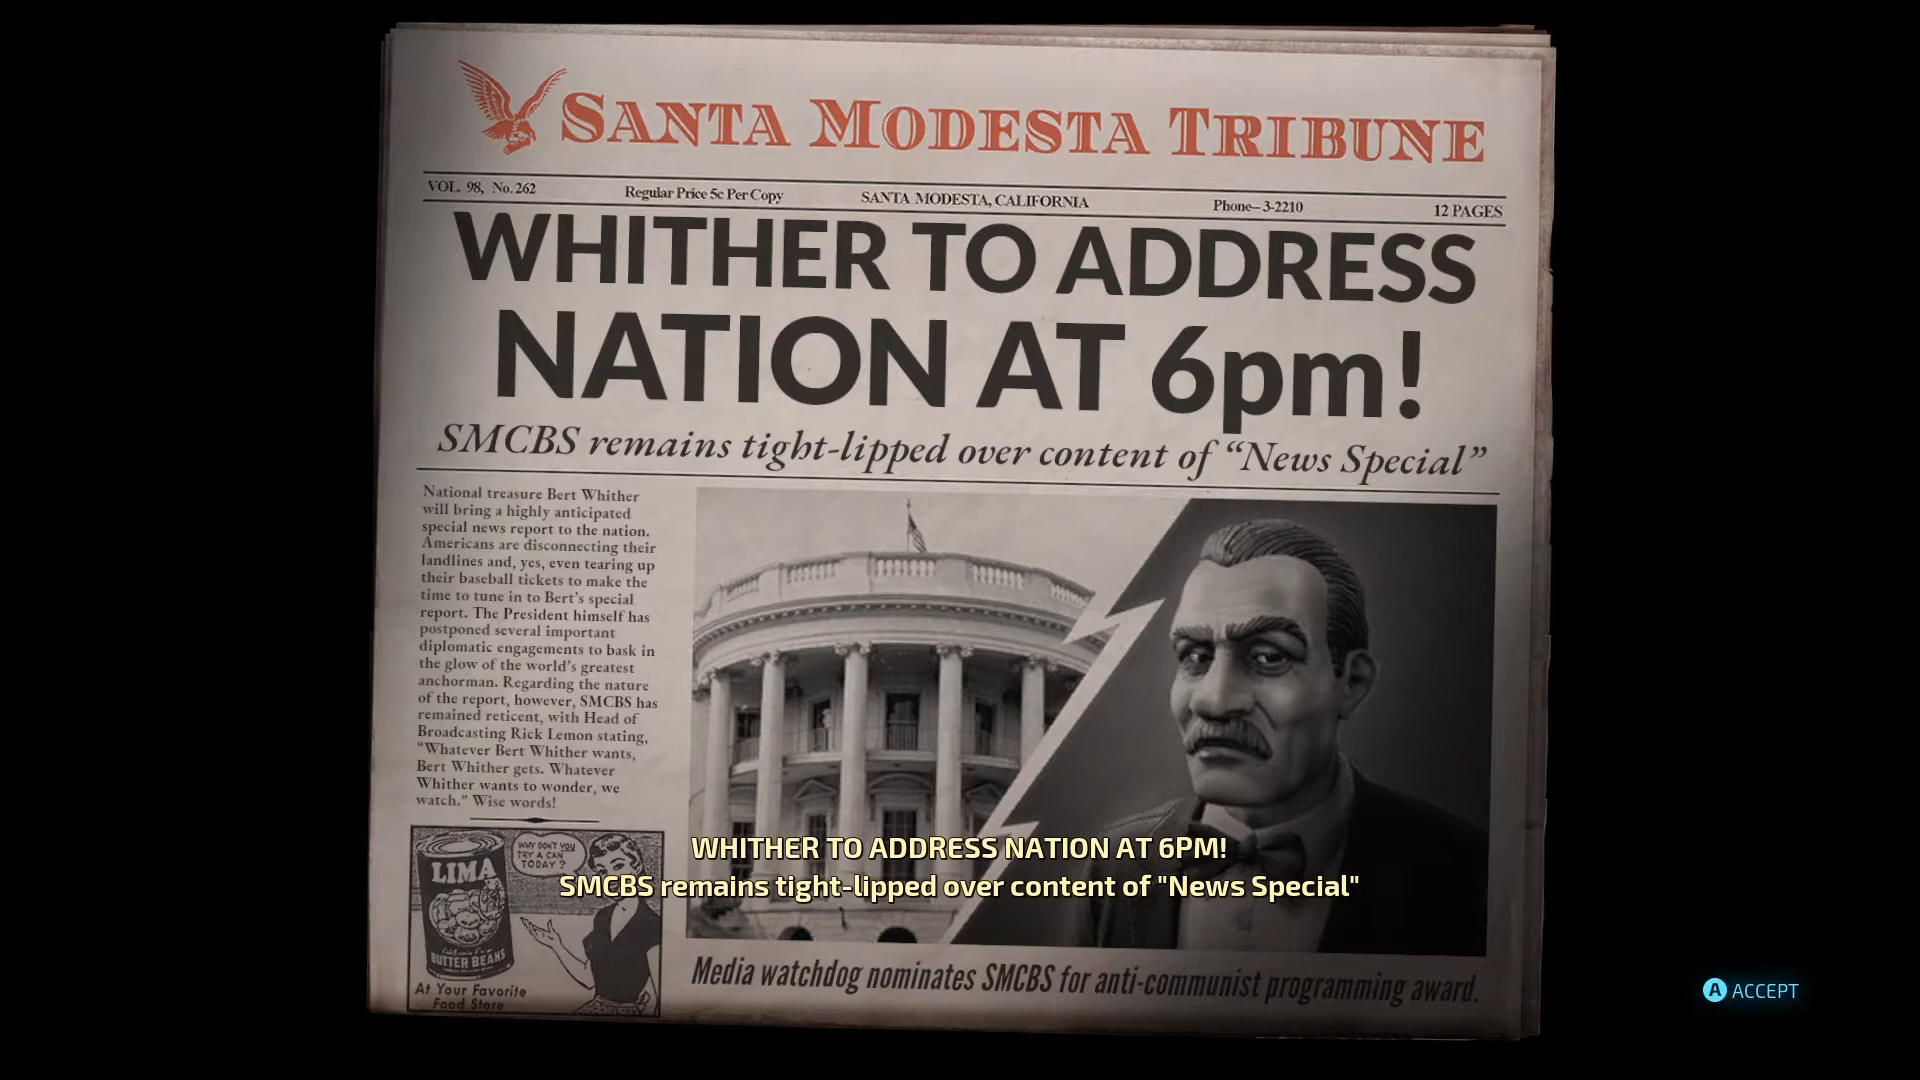 SANTA MODESTA TRIBUNE
VOL. 98, No. 262
Regular Price 5c Per Copy
SANTA MODESTA, CALIFORNIA
Phone—3-2210
12 PAGES
WHITHER TO ADDRESS
NATION AT 6pm!
SMCBS remains tight-lipped over content of “News Special”
National treasure Bert Whither
will bring a highly anticipated
special news report to the nation.
Americans are disconnecting their
landlines and, yes, even tearing up
their baseball tickets to make the
time to tune in to Bert’s special
report. The President himself has
postponed several important
diplomatic engagements to bask in
the glow of the world’s greatest
anchorman. Regarding the nature
of the report, however, SMCBS has
remained reticent, with Head of
Broadcasting Rick Lemon stating,
“Whatever Bert Whither wants,
Bert Whither gets. Whatever
Whither wants to wonder, we
watch.” Wise words!
LIMA
BUTTER BEANS
WHY DON'T YOU
TRY A CAN
TODAY?
At Your Favorite
Food Store
WHITHER TO ADDRESS NATION AT 6PM!
SMCBS remains tight-lipped over content of "News Special"
Media watchdog nominates SMCBS for anti-communist programming award.
A ACCEPT